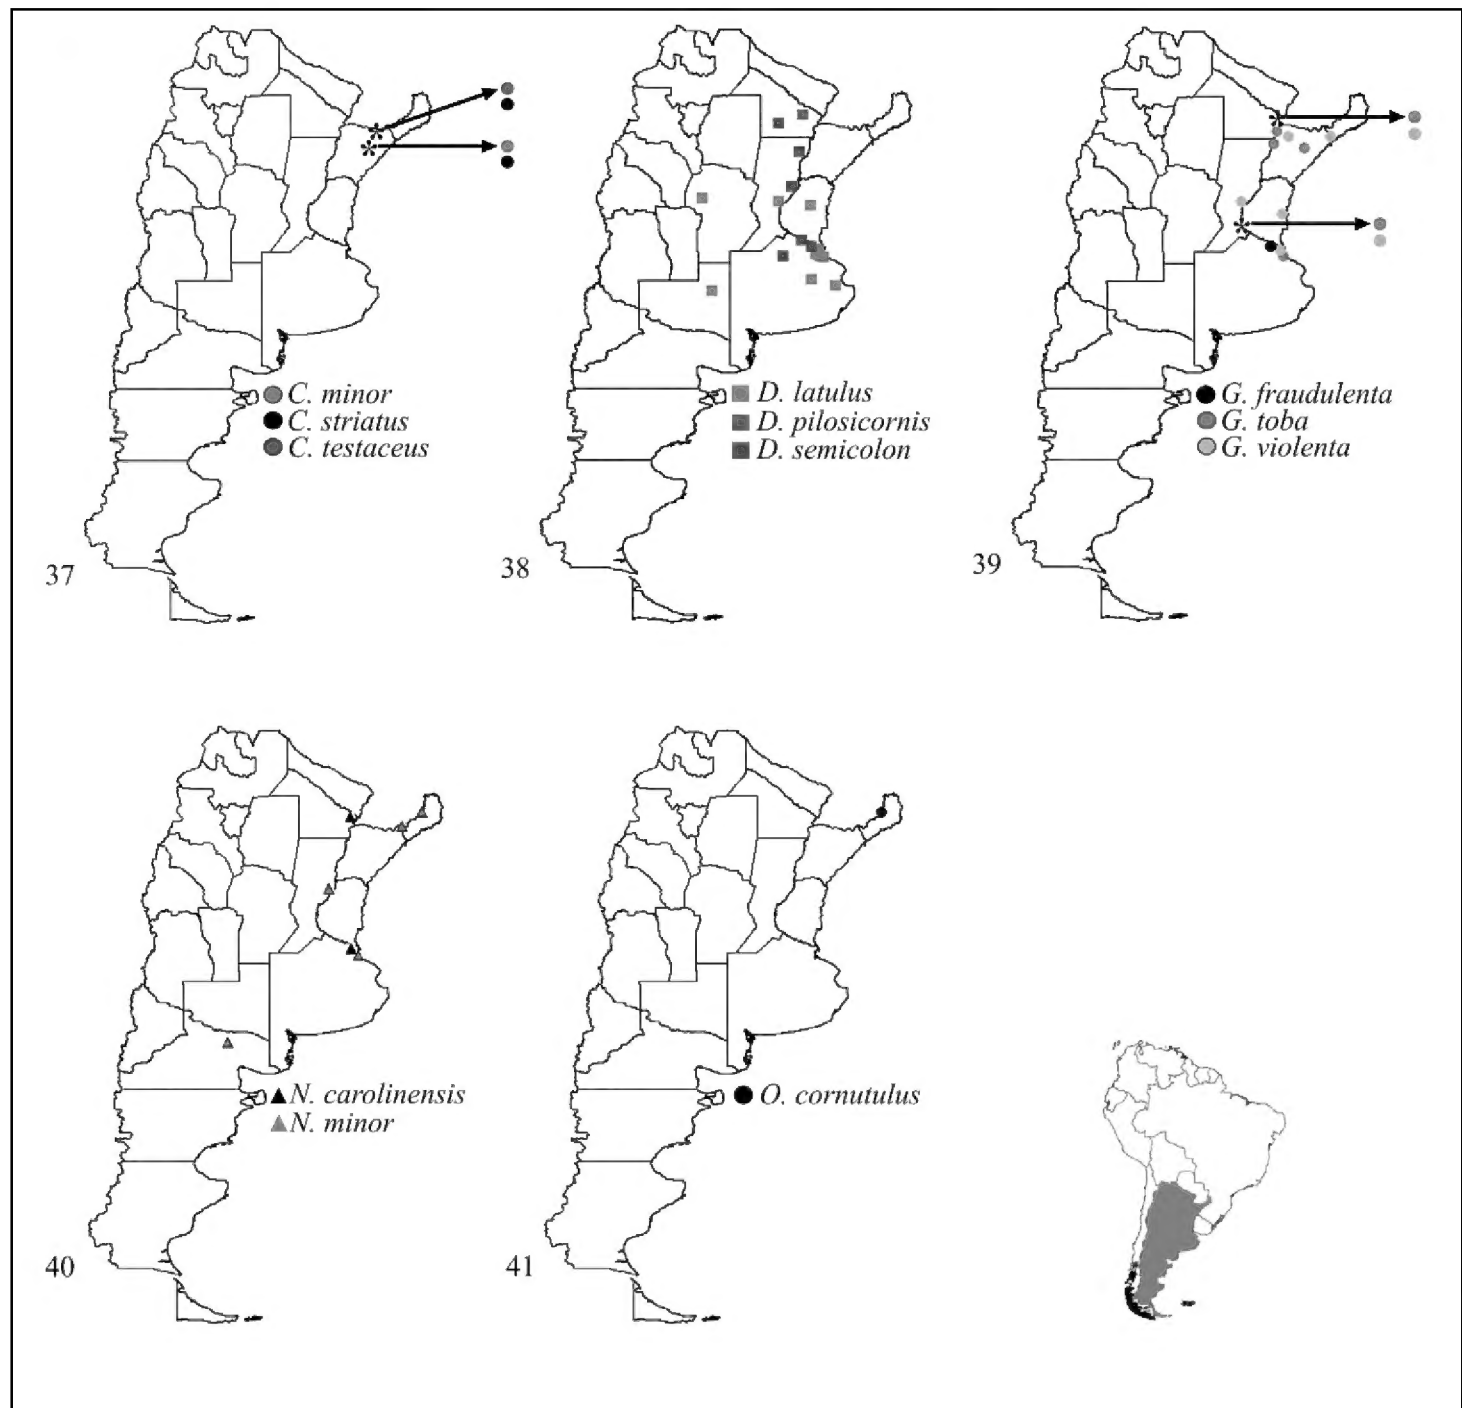 C. minor
C. striatus
C. testaceus
37
D. latulus
D. pilosicornis
D. semicolon
38
G. fraudulenta
G. toba
G. violenta
39
N. carolinensis
N. minor
40
O. cornutulus
41